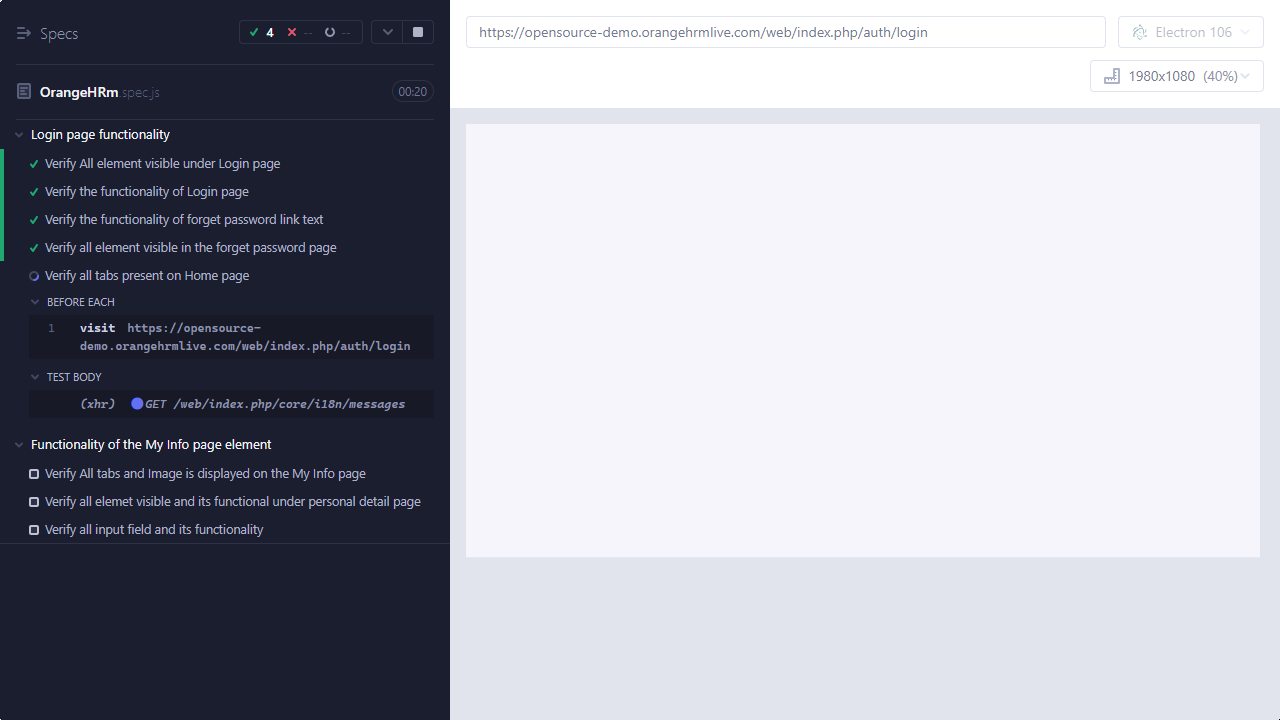 Specs
4
--
--
OrangeHRm.spec.js
00:20
Login page functionality
Verify All element visible under Login page
Verify the functionality of Login page
Verify the functionality of forget password link text
Verify all element visible in the forget password page
Verify all tabs present on Home page
BEFORE EACH
1 visit https://opensource-
demo.orangehrmlive.com/web/index.php/auth/login
TEST BODY
(xhr) GET /web/index.php/core/i18n/messages
Functionality of the My Info page element
Verify All tabs and Image is displayed on the My Info page
Verify all elemet visible and its functional under personal detail page
Verify all input field and its functionality
https://opensource-demo.orangehrmlive.com/web/index.php/auth/login
Electron 106
1980x1080 (40%)